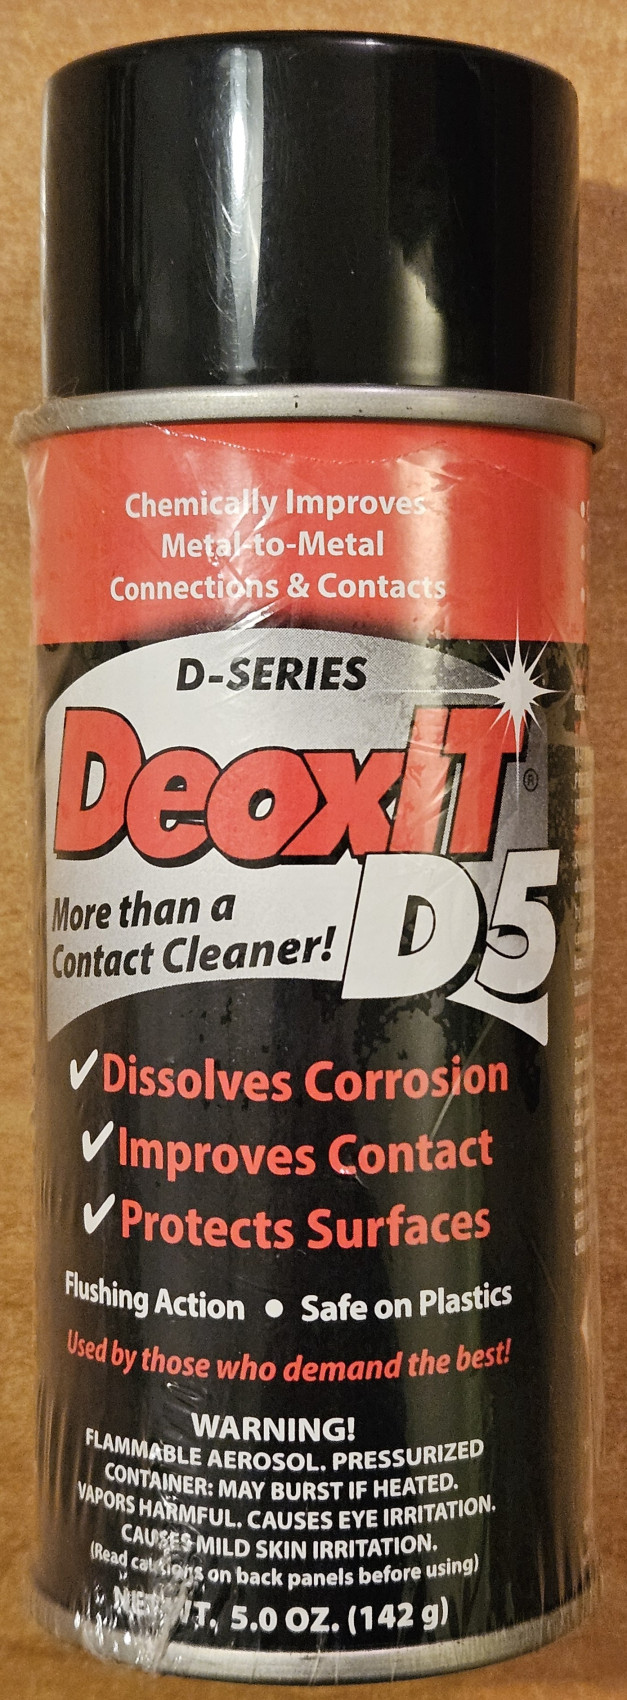 Chemically Improves
Metal-to-Metal
Connections & Contacts
D-SERIES
DeoxIT®
D5
More than a
Contact Cleaner!
✓Dissolves Corrosion
✓Improves Contact
✓Protects Surfaces
Flushing Action • Safe on Plastics
Used by those who demand the best!
WARNING!
FLAMMABLE AEROSOL. PRESSURIZED
CONTAINER: MAY BURST IF HEATED.
VAPORS HARMFUL. CAUSES EYE IRRITATION.
CAUSES MILD SKIN IRRITATION.
(Read cautions on back panels before using)
NET WT. 5.0 OZ. (142 g)